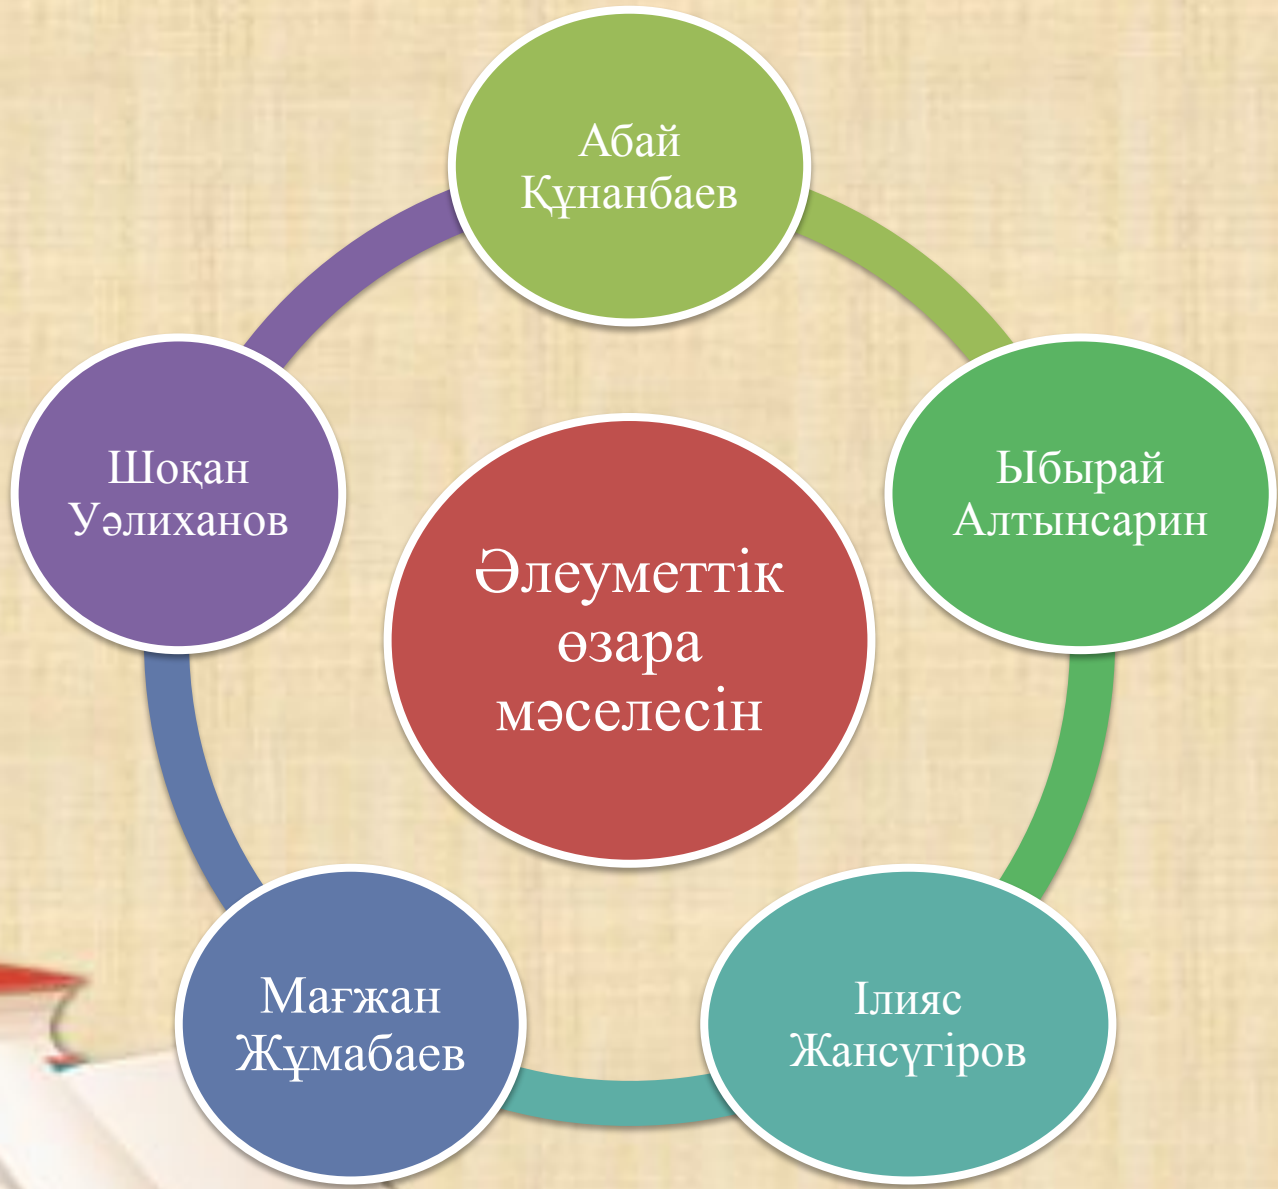 Абай
Құнанбаев
Шоқан
Уәлиханов
Ыбырай
Алтынсарин
Әлеуметтік
өзара
мәселесін
Мағжан
Жұмабаев
Ілияс
Жансүгіров